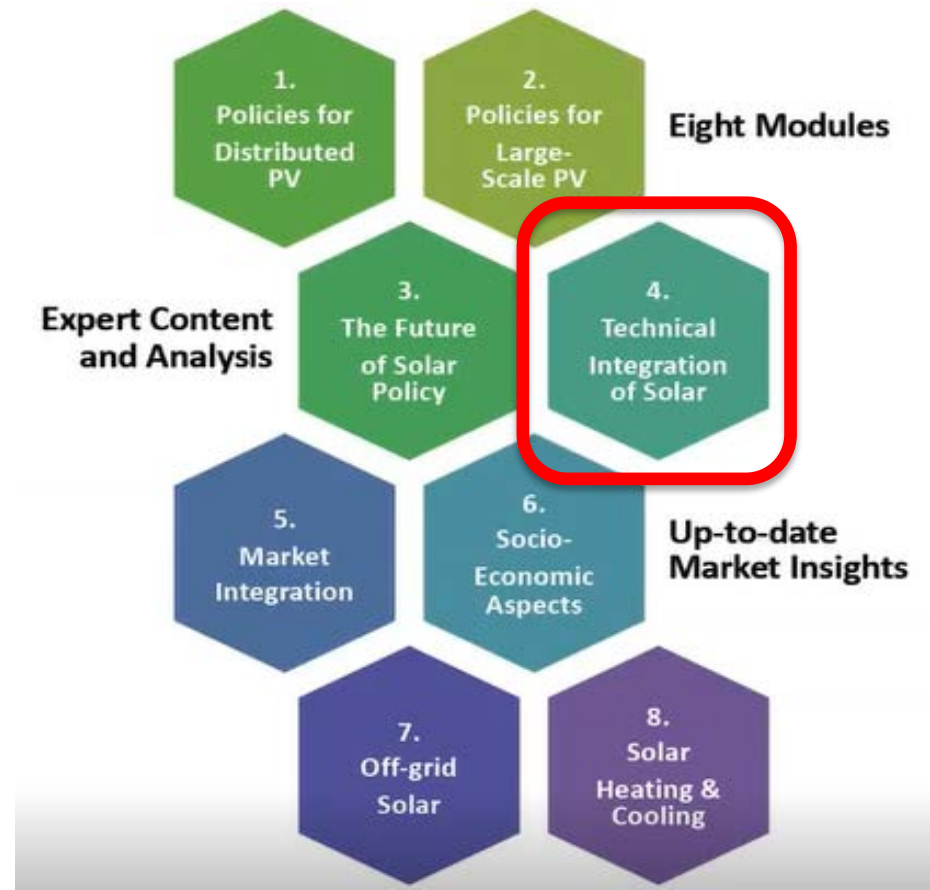 1.
Policies for
Distributed
PV
2.
Policies for
Large-
Scale PV
Eight Modules
Expert Content
and Analysis
3.
The Future
of Solar
Policy
4.
Technical
Integration
of Solar
5.
Market
Integration
6.
Socio-
Economic
Aspects
Up-to-date
Market Insights
7.
Off-grid
Solar
8.
Solar
Heating &
Cooling